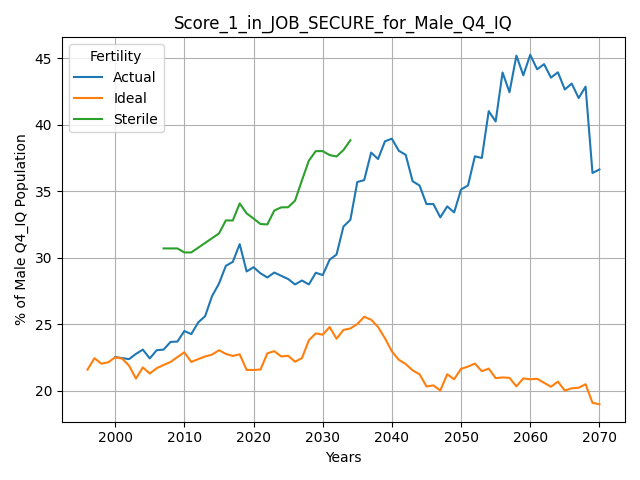 Score_1_in_JOB_SECURE_for_Male_Q4_IQ
Fertility
Actual
Ideal
Sterile
% of Male Q4_IQ Population
45
40
35
30
25
20
2000 2010 2020 2030 2040 2050 2060 2070
Years